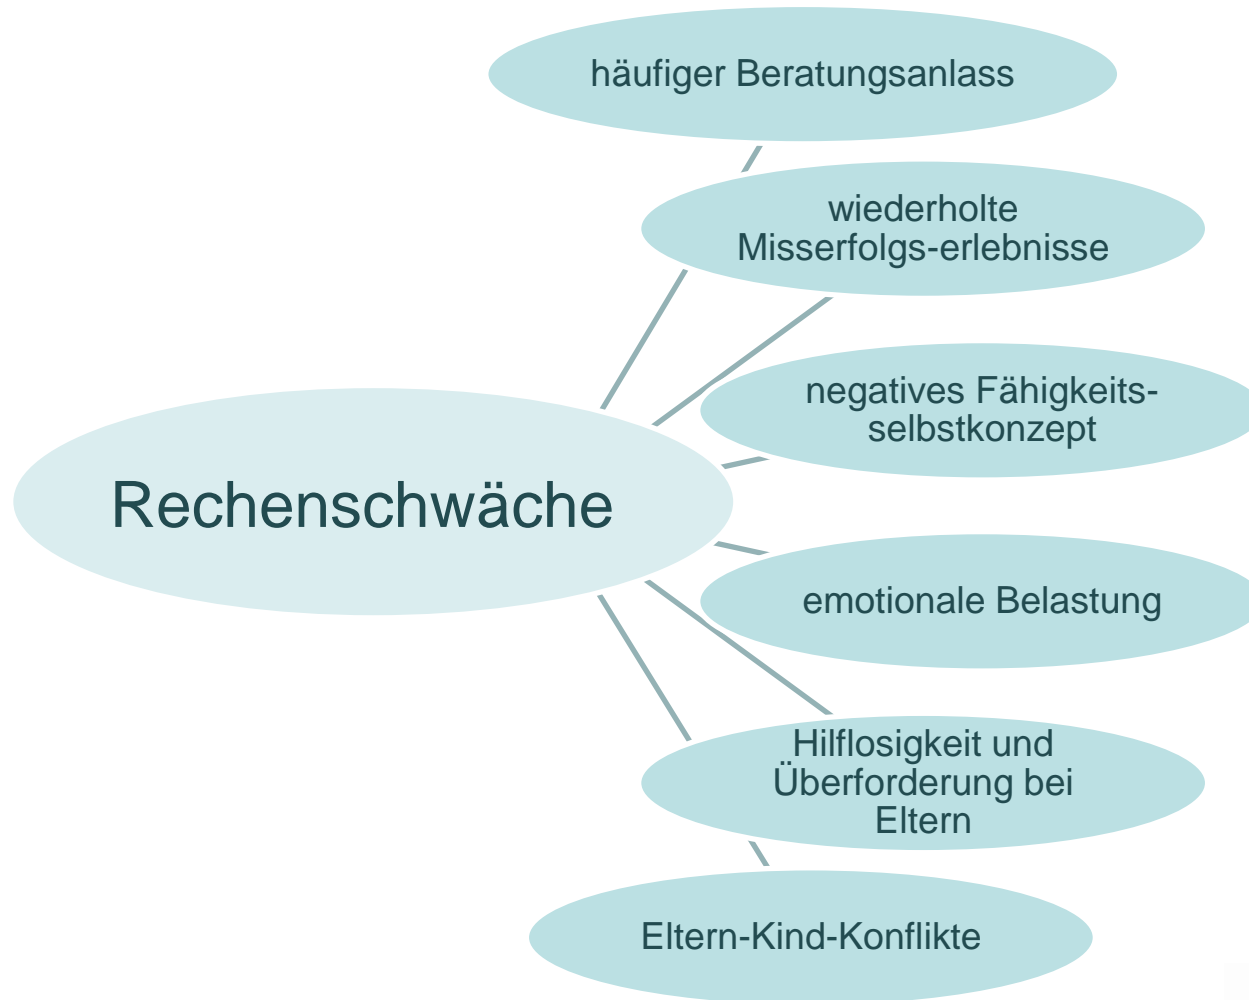 häufiger Beratungsanlass
wiederholte
Misserfolgs-erlebnisse
negatives Fähigkeits-
selbstkonzept
Rechenschwäche
emotionale Belastung
Hilflosigkeit und
Überforderung bei
Eltern
Eltern-Kind-Konflikte